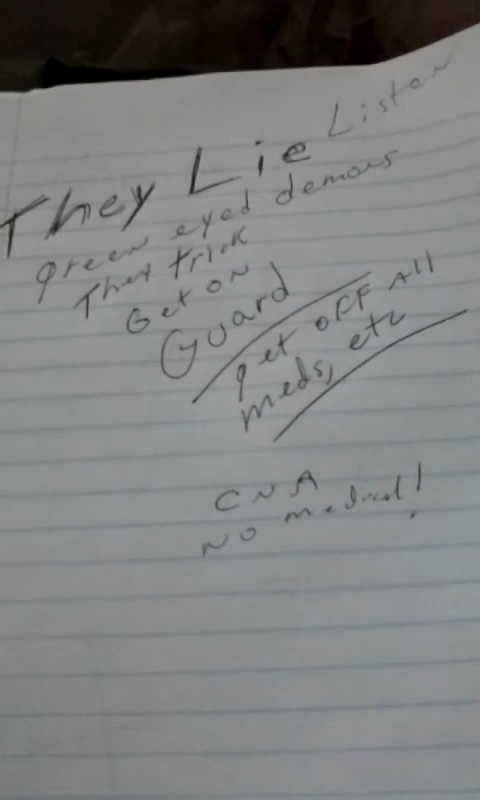 They Lie Listen
green eyed demons
They trick
Get on
Guard
get off All
meds, etc
CNA
No medical!